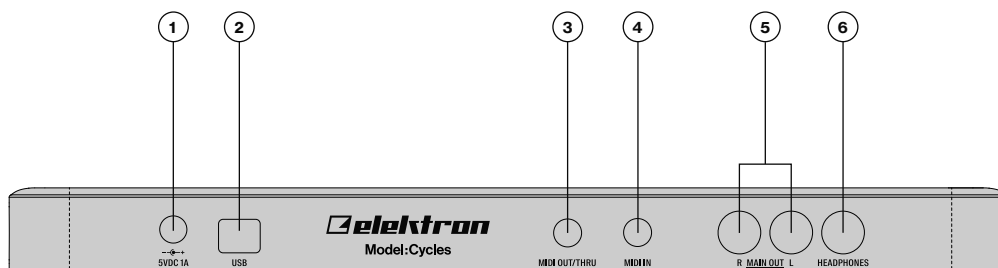 1 2 3 4 5 6
elektron
Model:Cycles
5VDC 1A USB MIDI OUT/THRU MIDI IN R MAIN OUT L HEADPHONES